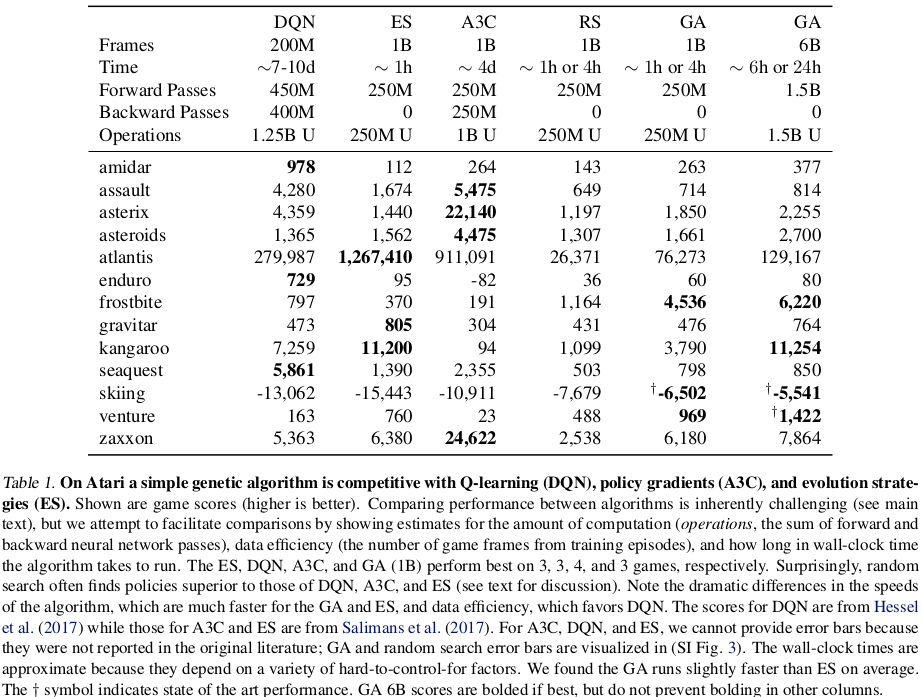 DQN ES A3C RS GA GA
Frames 200M 1B 1B 1B 1B 6B
Time ∼7-10d ∼ 1h ∼ 4d ∼ 1h or 4h ∼ 1h or 4h ∼ 6h or 24h
Forward Passes 450M 250M 250M 250M 250M 1.5B
Backward Passes 400M 0 250M 0 0 0
Operations 1.25B U 250M U 1B U 250M U 250M U 1.5B U
amidar 978 112 264 143 263 377
assault 4,280 1,674 5,475 649 714 814
asterix 4,359 1,440 22,140 1,197 1,850 2,255
asteroids 1,365 1,562 4,475 1,307 1,661 2,700
atlantis 279,987 1,267,410 911,091 26,371 76,273 129,167
enduro 729 95 -82 36 60 80
frostbite 797 370 191 1,164 4,536 6,220
gravitar 473 805 304 431 476 764
kangaroo 7,259 11,200 94 1,099 3,790 11,254
seaquest 5,861 1,390 2,355 503 798 850
skiing -13,062 -15,443 -10,911 -7,679 †-6,502 †-5,541
venture 163 760 23 488 969 †1,422
zaxxon 5,363 6,380 24,622 2,538 6,180 7,864
Table 1. On Atari a simple genetic algorithm is competitive with Q-learning (DQN), policy gradients (A3C), and evolution strate-
gies (ES). Shown are game scores (higher is better). Comparing performance between algorithms is inherently challenging (see main
text), but we attempt to facilitate comparisons by showing estimates for the amount of computation (operations, the sum of forward and
backward neural network passes), data efficiency (the number of game frames from training episodes), and how long in wall-clock time
the algorithm takes to run. The ES, DQN, A3C, and GA (1B) perform best on 3, 3, 4, and 3 games, respectively. Surprisingly, random
search often finds policies superior to those of DQN, A3C, and ES (see text for discussion). Note the dramatic differences in the speeds
of the algorithm, which are much faster for the GA and ES, and data efficiency, which favors DQN. The scores for DQN are from Hessel
et al. (2017) while those for A3C and ES are from Salimans et al. (2017). For A3C, DQN, and ES, we cannot provide error bars because
they were not reported in the original literature; GA and random search error bars are visualized in (SI Fig. 3). The wall-clock times are
approximate because they depend on a variety of hard-to-control-for factors. We found the GA runs slightly faster than ES on average.
The † symbol indicates state of the art performance. GA 6B scores are bolded if best, but do not prevent bolding in other columns.